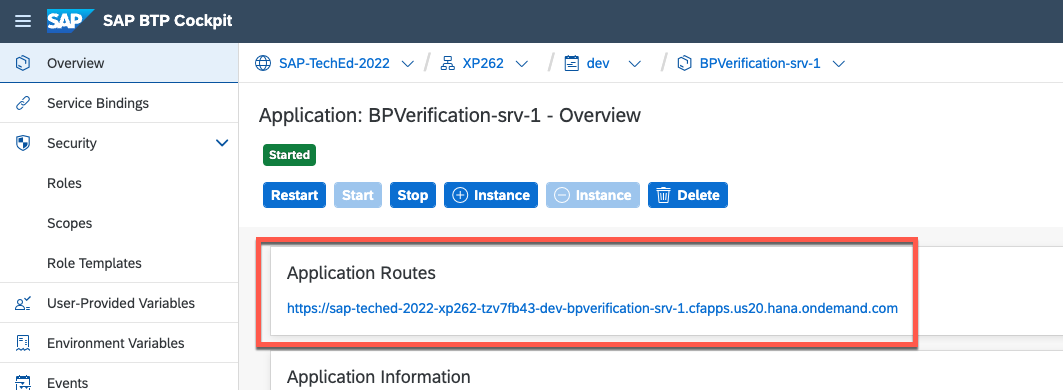 SAP SAP BTP Cockpit
Overview
Service Bindings
Security
Roles
Scopes
Role Templates
User-Provided Variables
Environment Variables
Events
SAP-TechEd-2022 / XP262 / dev / BPVerification-srv-1
Application: BPVerification-srv-1 - Overview
Started
Restart Start Stop Instance Instance Delete
Application Routes
https://sap-teched-2022-xp262-tzv7fb43-dev-bpverification-srv-1.cfapps.us20.hana.ondemand.com
Application Information